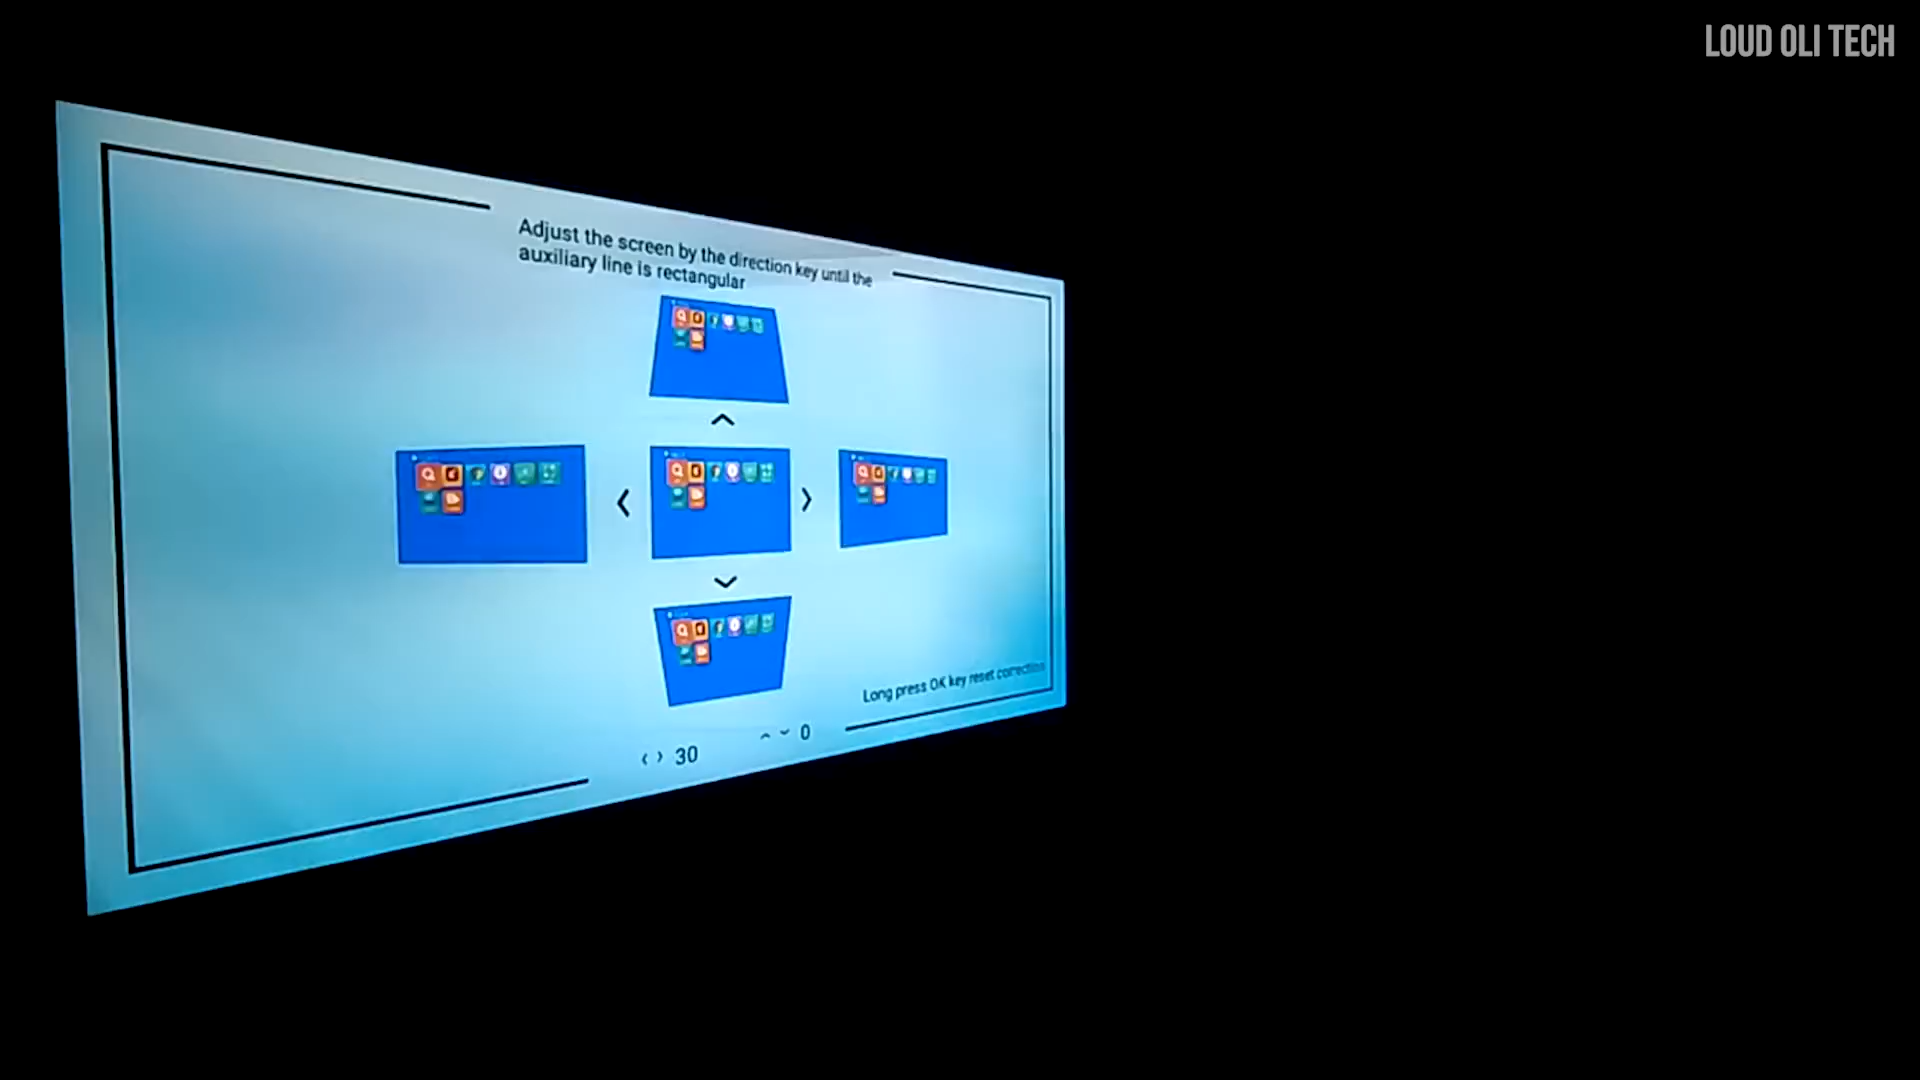 LOUD OLI TECH
Adjust the screen by the direction key until the
auxiliary line is rectangular
Long press OK key reset correction
‹ › 30
0